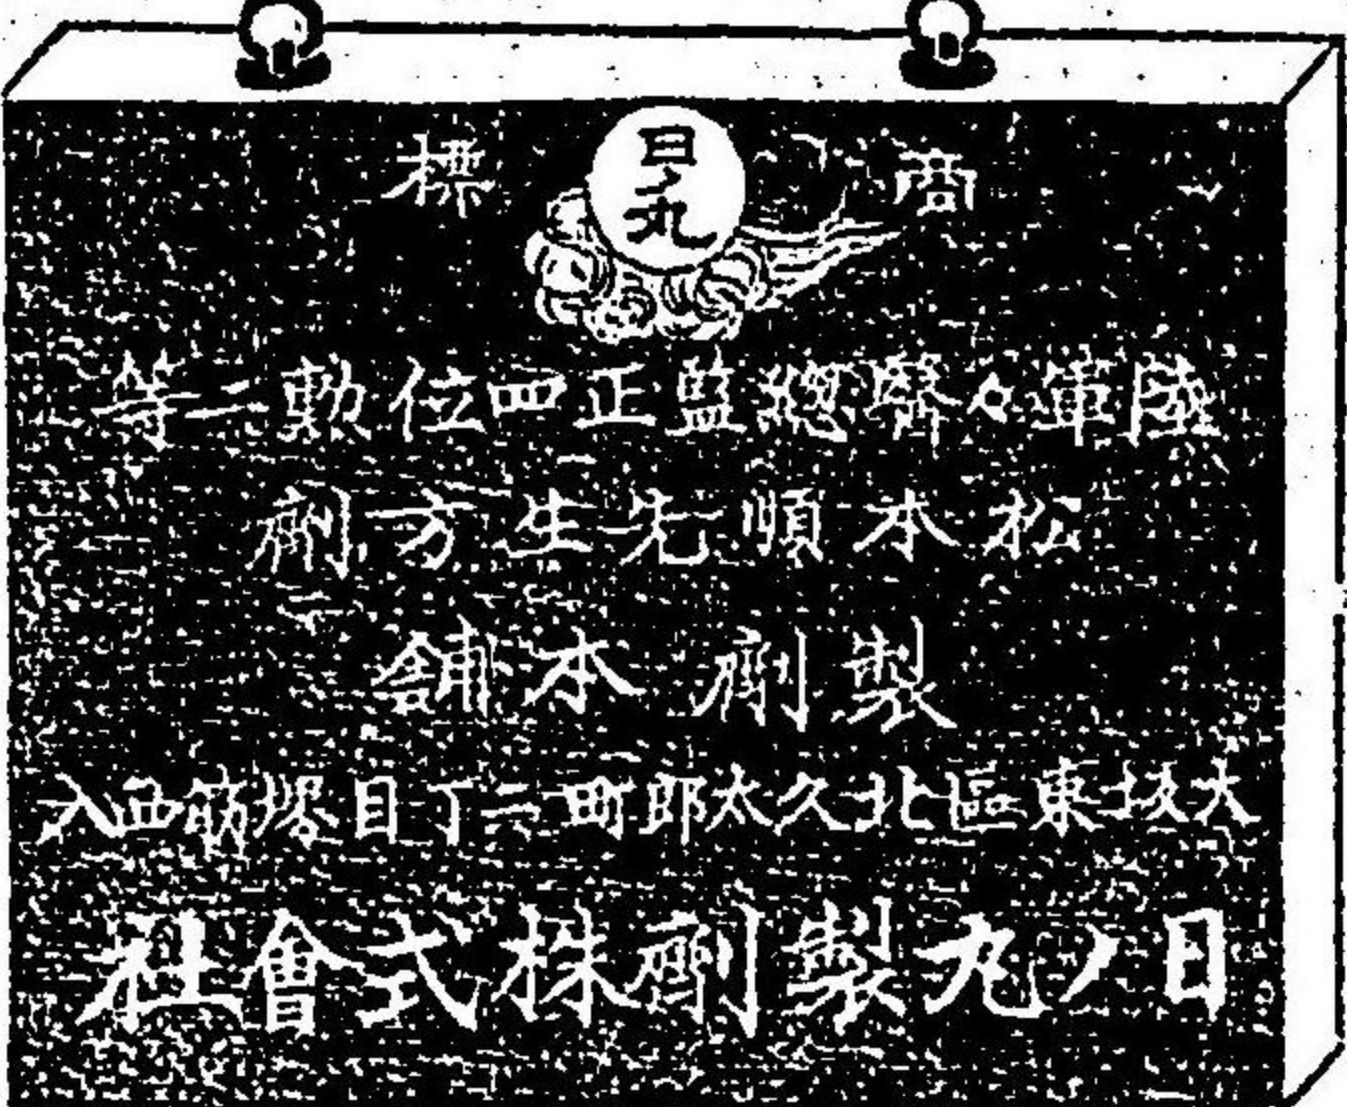 商標
日ノ丸
陸軍々醫總監正四位勲二等
松本順先生方劑
製劑本舗
大坂東區北久太郎町二丁目堺筋西入
日ノ丸製劑株式會社